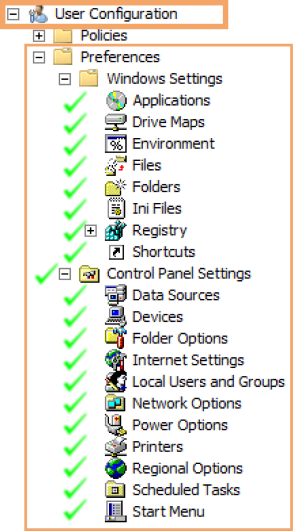 User Configuration
Policies
Preferences
Windows Settings
Applications
Drive Maps
Environment
Files
Folders
Ini Files
Registry
Shortcuts
Control Panel Settings
Data Sources
Devices
Folder Options
Internet Settings
Local Users and Groups
Network Options
Power Options
Printers
Regional Options
Scheduled Tasks
Start Menu